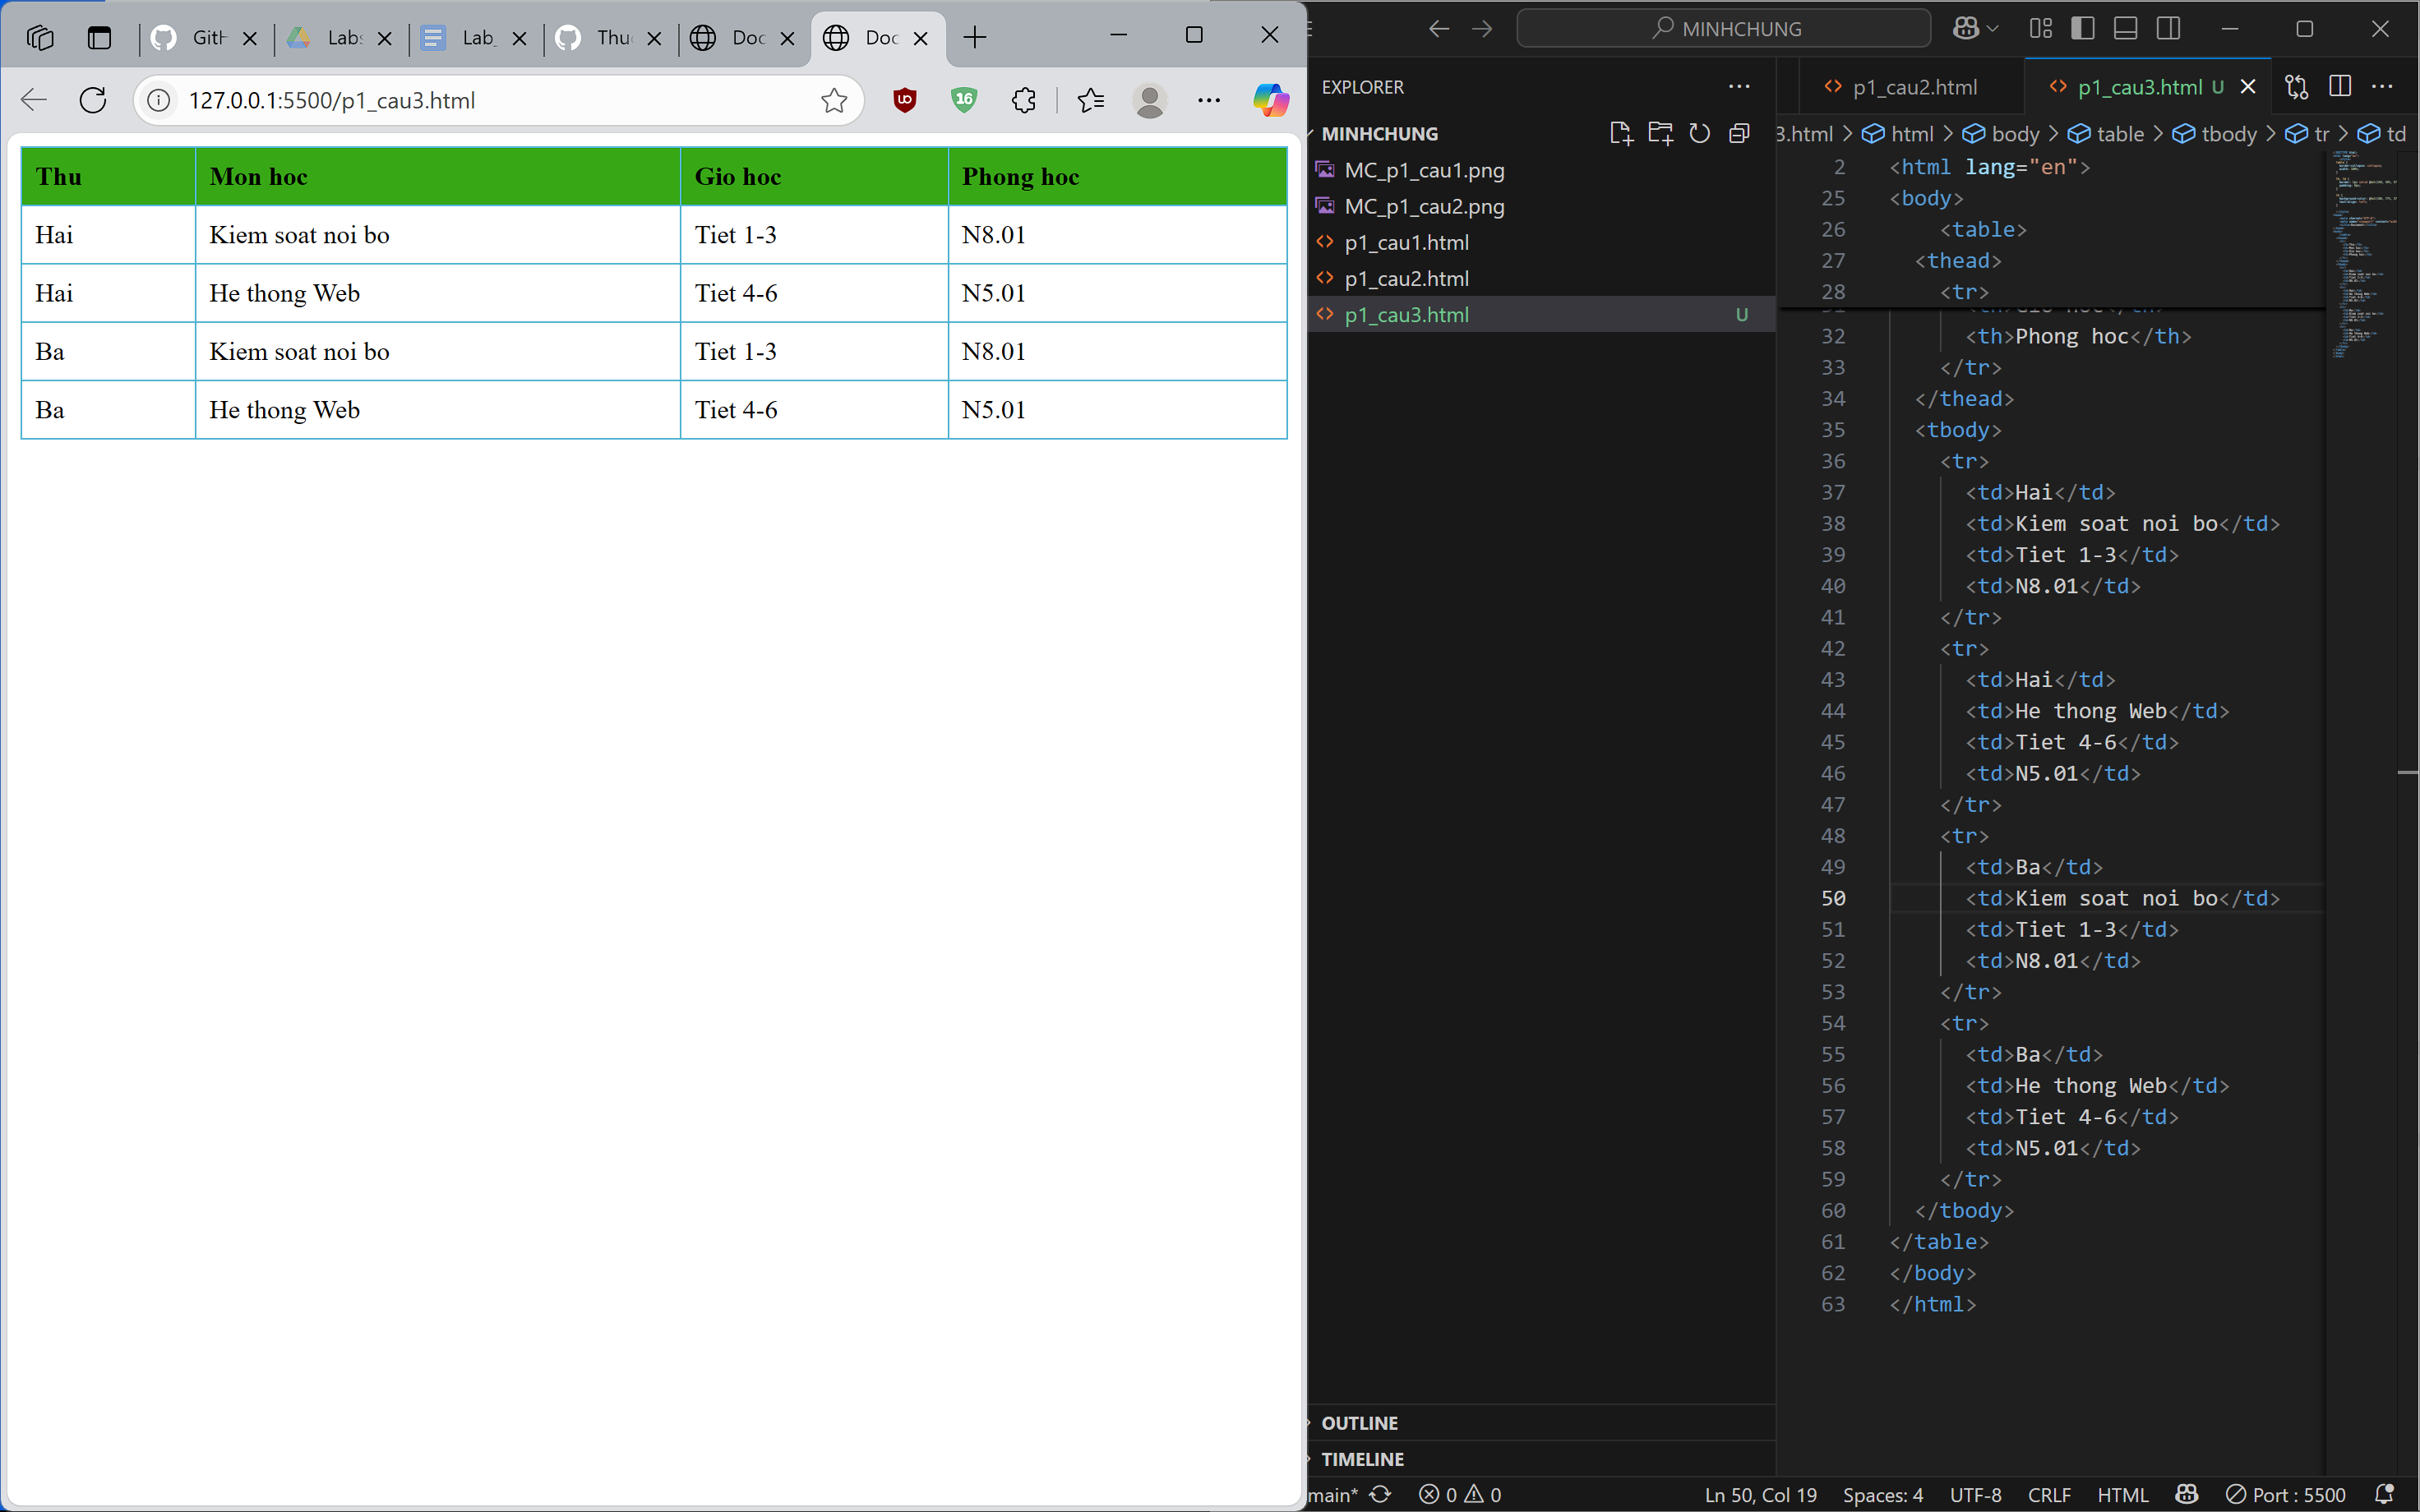 Gith
Labs
Lab_
Thu
Doc
Doc
127.0.0.1:5500/p1_cau3.html
16
Thu Mon hoc Gio hoc Phong hoc
Hai Kiem soat noi bo Tiet 1-3 N8.01
Hai He thong Web Tiet 4-6 N5.01
Ba Kiem soat noi bo Tiet 1-3 N8.01
Ba He thong Web Tiet 4-6 N5.01
MINHCHUNG
EXPLORER
MINHCHUNG
MC_p1_cau1.png
MC_p1_cau2.png
p1_cau1.html
p1_cau2.html
p1_cau3.html U
OUTLINE
TIMELINE
p1_cau2.html
p1_cau3.html U
3.html > html > body > table > tbody > tr > td
2 <html lang="en">
25 <body>
26 <table>
27 <thead>
28 <tr>
31 <th>Gio hoc</th>
32 <th>Phong hoc</th>
33 </tr>
34 </thead>
35 <tbody>
36 <tr>
37 <td>Hai</td>
38 <td>Kiem soat noi bo</td>
39 <td>Tiet 1-3</td>
40 <td>N8.01</td>
41 </tr>
42 <tr>
43 <td>Hai</td>
44 <td>He thong Web</td>
45 <td>Tiet 4-6</td>
46 <td>N5.01</td>
47 </tr>
48 <tr>
49 <td>Ba</td>
50 <td>Kiem soat noi bo</td>
51 <td>Tiet 1-3</td>
52 <td>N8.01</td>
53 </tr>
54 <tr>
55 <td>Ba</td>
56 <td>He thong Web</td>
57 <td>Tiet 4-6</td>
58 <td>N5.01</td>
59 </tr>
60 </tbody>
61 </table>
62 </body>
63 </html>
main* 0 0 Ln 50, Col 19 Spaces: 4 UTF-8 CRLF HTML Port : 5500